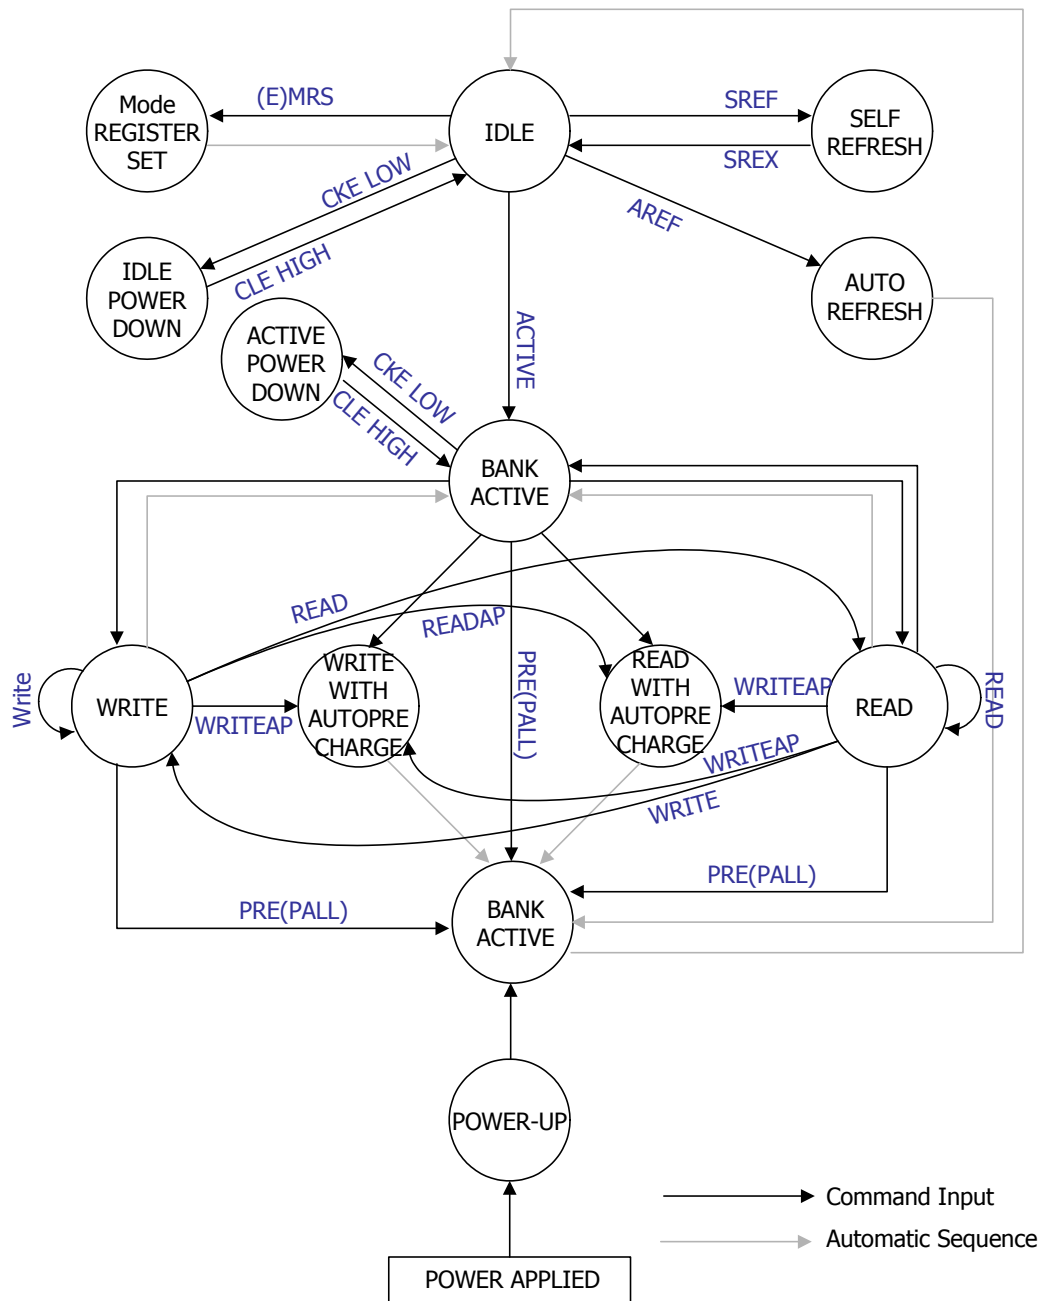 Mode
REGISTER
SET
(E)MRS
IDLE
SREF
SREX
SELF
REFRESH
CKE LOW
CLE HIGH
AREF
IDLE
POWER
DOWN
AUTO
REFRESH
ACTIVE
POWER
DOWN
CKE LOW
CLE HIGH
ACTIVE
BANK
ACTIVE
READ
READAP
Write
WRITE
WRITEAP
WRITE
WITH
AUTOPRE
CHARGE
PRE(PALL)
READ
WITH
AUTOPRE
CHARGE
WRITEAP
READ
READ
WRITEAP
WRITE
PRE(PALL)
PRE(PALL)
BANK
ACTIVE
POWER-UP
POWER APPLIED
Command Input
Automatic Sequence